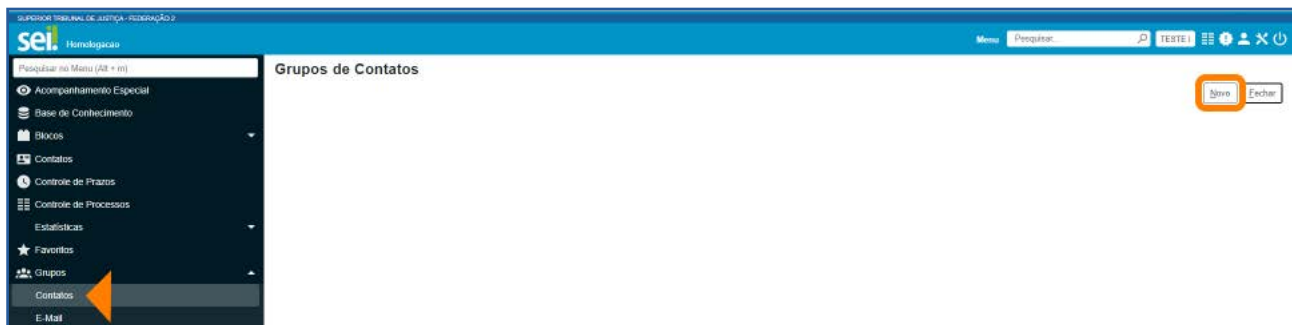 SUPERIOR TRIBUNAL DE JUSTIÇA - FEDERAÇÃO 2
sei! Homologacao
Menu Pesquisar... TESTE
Pesquisar no Menu (Alt + m)
Grupos de Contatos
Novo Fechar
Acompanhamento Especial
Base de Conhecimento
Blocos
Contatos
Controle de Prazos
Controle de Processos
Estatísticas
Favoritos
Grupos
Contatos
E-Mail